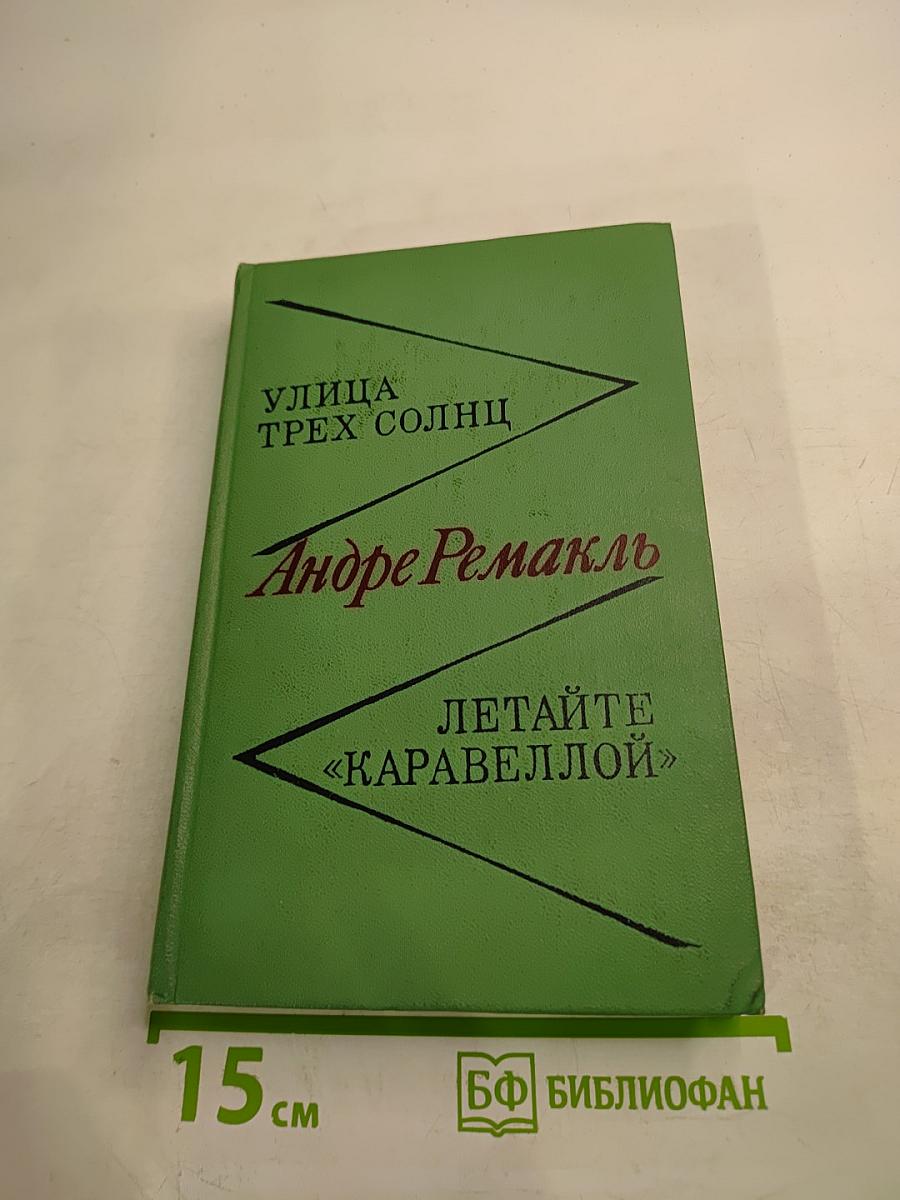 УЛИЦА
ТРЕХ СОЛНЦ
Андре Ремакль
ЛЕТАЙТЕ
«КАРАВЕЛЛОЙ»
15 см
БФ БИБЛИОФАН